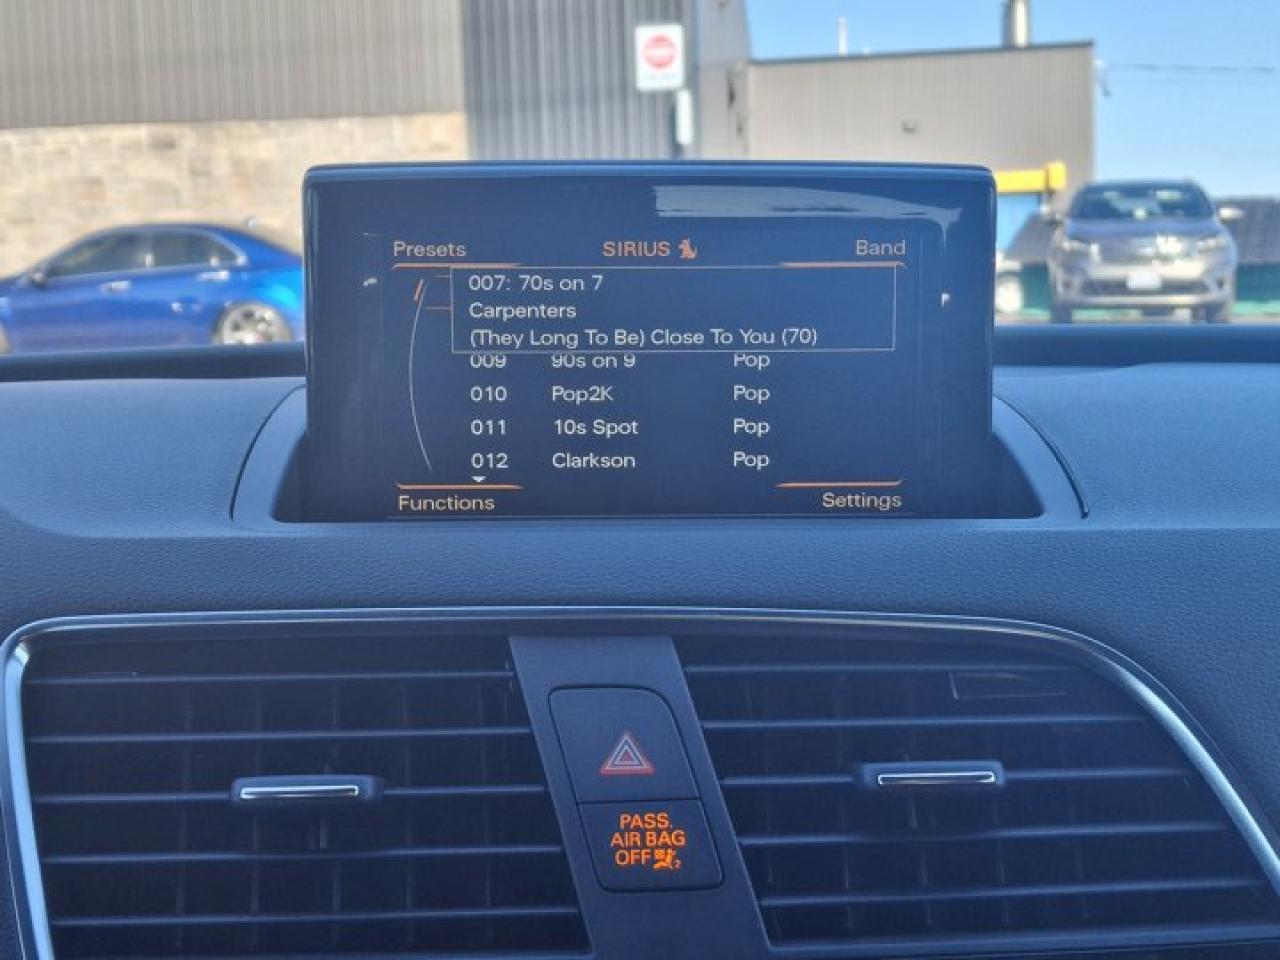 Presets SIRIUS Band
007: 70s on 7
Carpenters
(They Long To Be) Close To You (70)
009 90s on 9 Pop
010 Pop2K Pop
011 10s Spot Pop
012 Clarkson Pop
Functions Settings
PASS.
AIR BAG
OFF 2